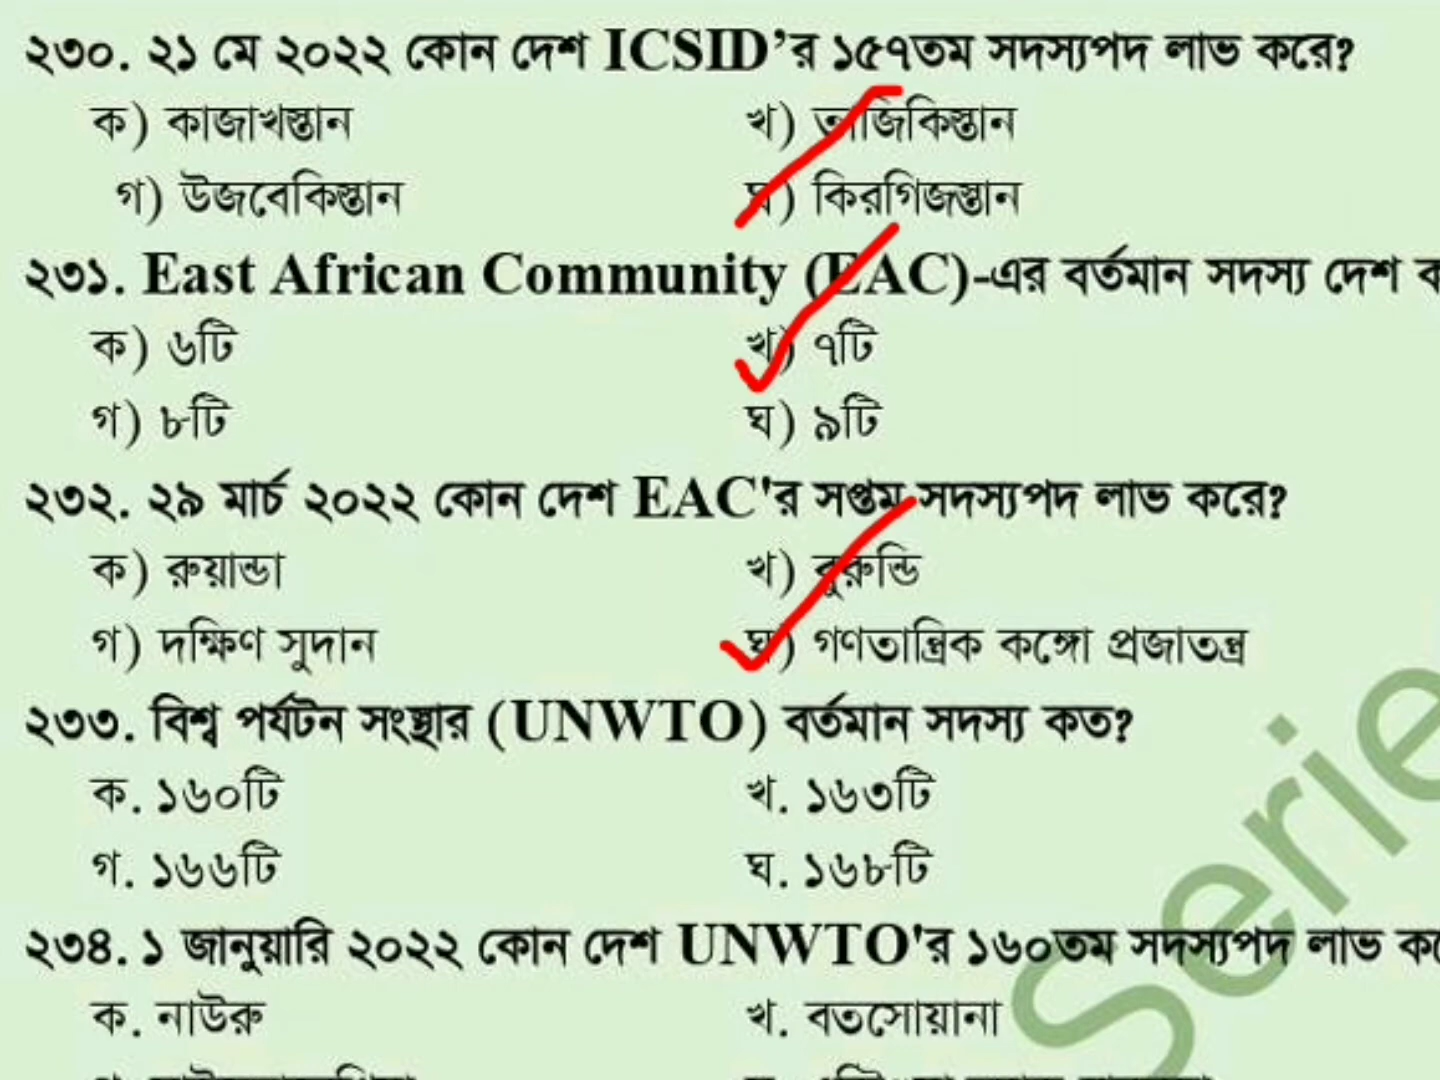 ২৩০. ২১ মে ২০২২ কোন দেশ ICSID’র ১৫৭তম সদস্যপদ লাভ করে?
ক) কাজাখস্তান খ) তাজিকিস্তান
গ) উজবেকিস্তান ঘ) কিরগিজস্তান
২৩১. East African Community (EAC)-এর বর্তমান সদস্য দেশ
ক) ৬টি খ) ৭টি
গ) ৮টি ঘ) ৯টি
২৩২. ২৯ মার্চ ২০২২ কোন দেশ EAC'র সপ্তম সদস্যপদ লাভ করে?
ক) রুয়ান্ডা খ) বুরুন্ডি
গ) দক্ষিণ সুদান ঘ) গণতান্ত্রিক কঙ্গো প্রজাতন্ত্র
২৩৩. বিশ্ব পর্যটন সংস্থার (UNWTO) বর্তমান সদস্য কত?
ক. ১৬০টি খ. ১৬৩টি
গ. ১৬৬টি ঘ. ১৬৮টি
২৩৪. ১ জানুয়ারি ২০২২ কোন দেশ UNWTO'র ১৬০তম সদস্যপদ লাভ
ক. নাউরু খ. বতসোয়ানা
Serie